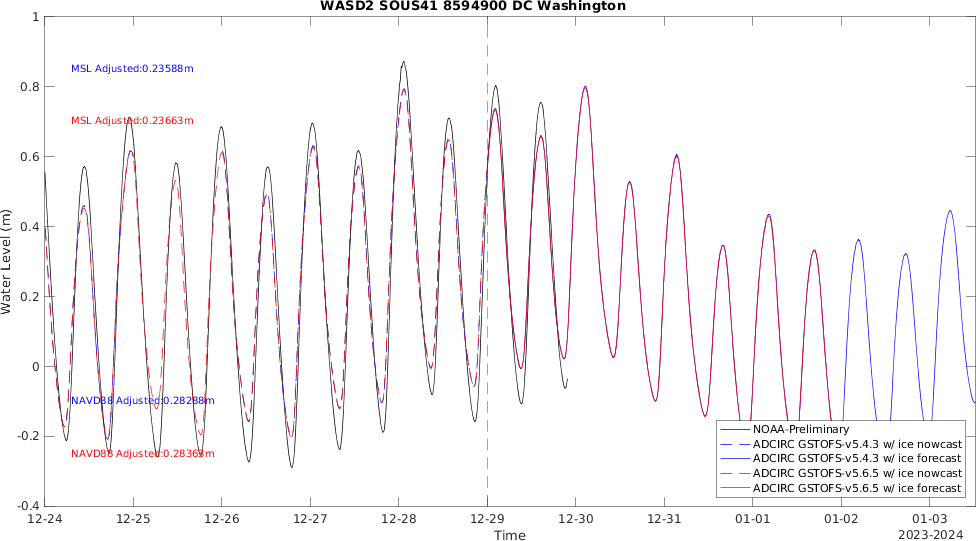 WASD2 SOUS41 8594900 DC Washington
1
0.8
0.6
0.4
0.2
0
-0.2
-0.4
Water Level (m)
MSL Adjusted:0.23588m
MSL Adjusted:0.23663m
NAVD88 Adjusted:0.28288m
NAVD88 Adjusted:0.28363m
NOAA-Preliminary
ADCIRC GSTOFS-v5.4.3 w/ ice nowcast
ADCIRC GSTOFS-v5.4.3 w/ ice forecast
ADCIRC GSTOFS-v5.6.5 w/ ice nowcast
ADCIRC GSTOFS-v5.6.5 w/ ice forecast
12-24 12-25 12-26 12-27 12-28 12-29 12-30 12-31 01-01 01-02 01-03
Time
2023-2024